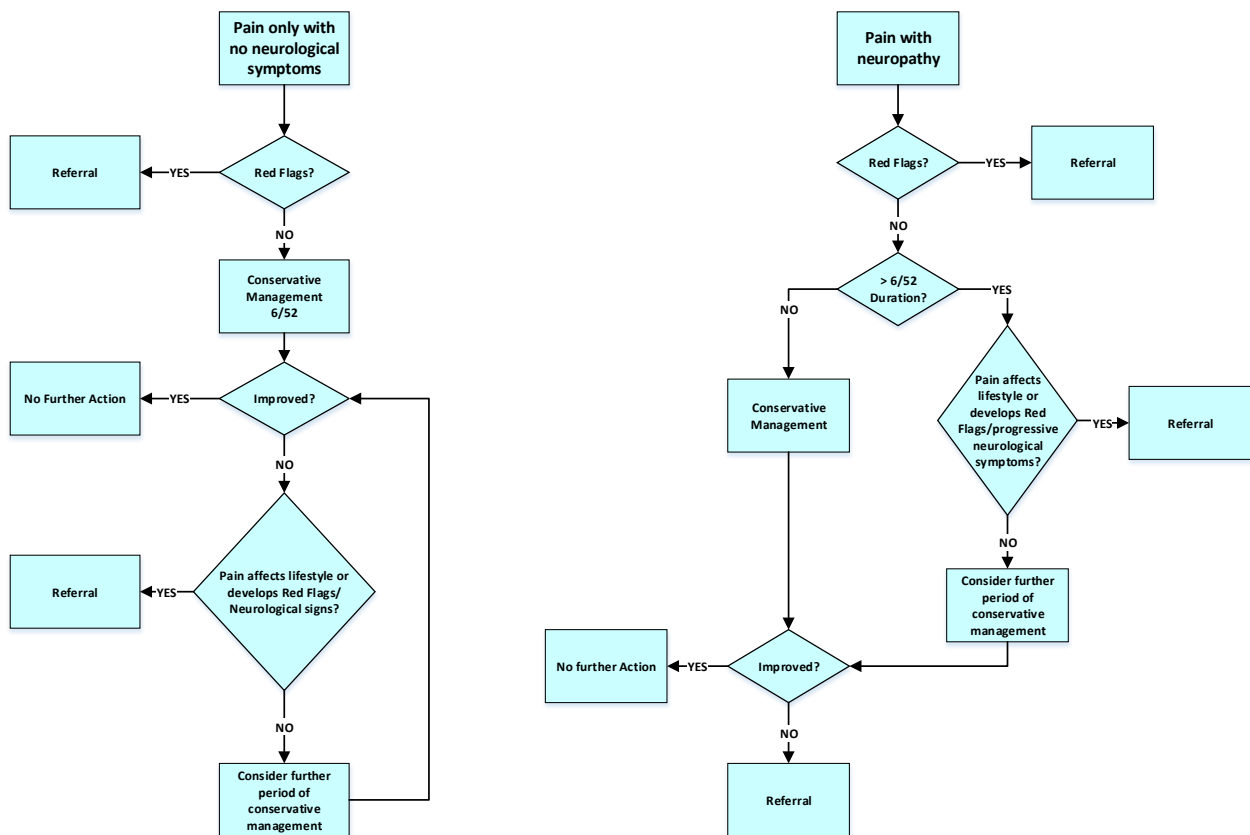 Pain only with
no neurological
symptoms
Red Flags?
YES
Referral
NO
Conservative
Management
6/52
Improved?
YES
No Further Action
NO
Pain affects lifestyle or
develops Red Flags/
Neurological signs?
YES
Referral
NO
Consider further
period of
conservative
management
Pain with
neuropathy
Red Flags?
YES
Referral
NO
> 6/52
Duration?
NO
YES
Conservative
Management
Pain affects
lifestyle or
develops Red
Flags/progressive
neurological
symptoms?
YES
Referral
NO
Consider further
period of
conservative
management
Improved?
YES
No further Action
NO
Referral